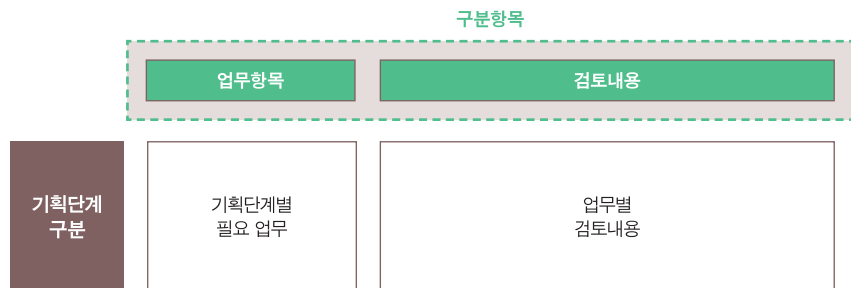 구분항목
업무항목
검토내용
기획단계
구분
기획단계별
필요 업무
업무별
검토내용